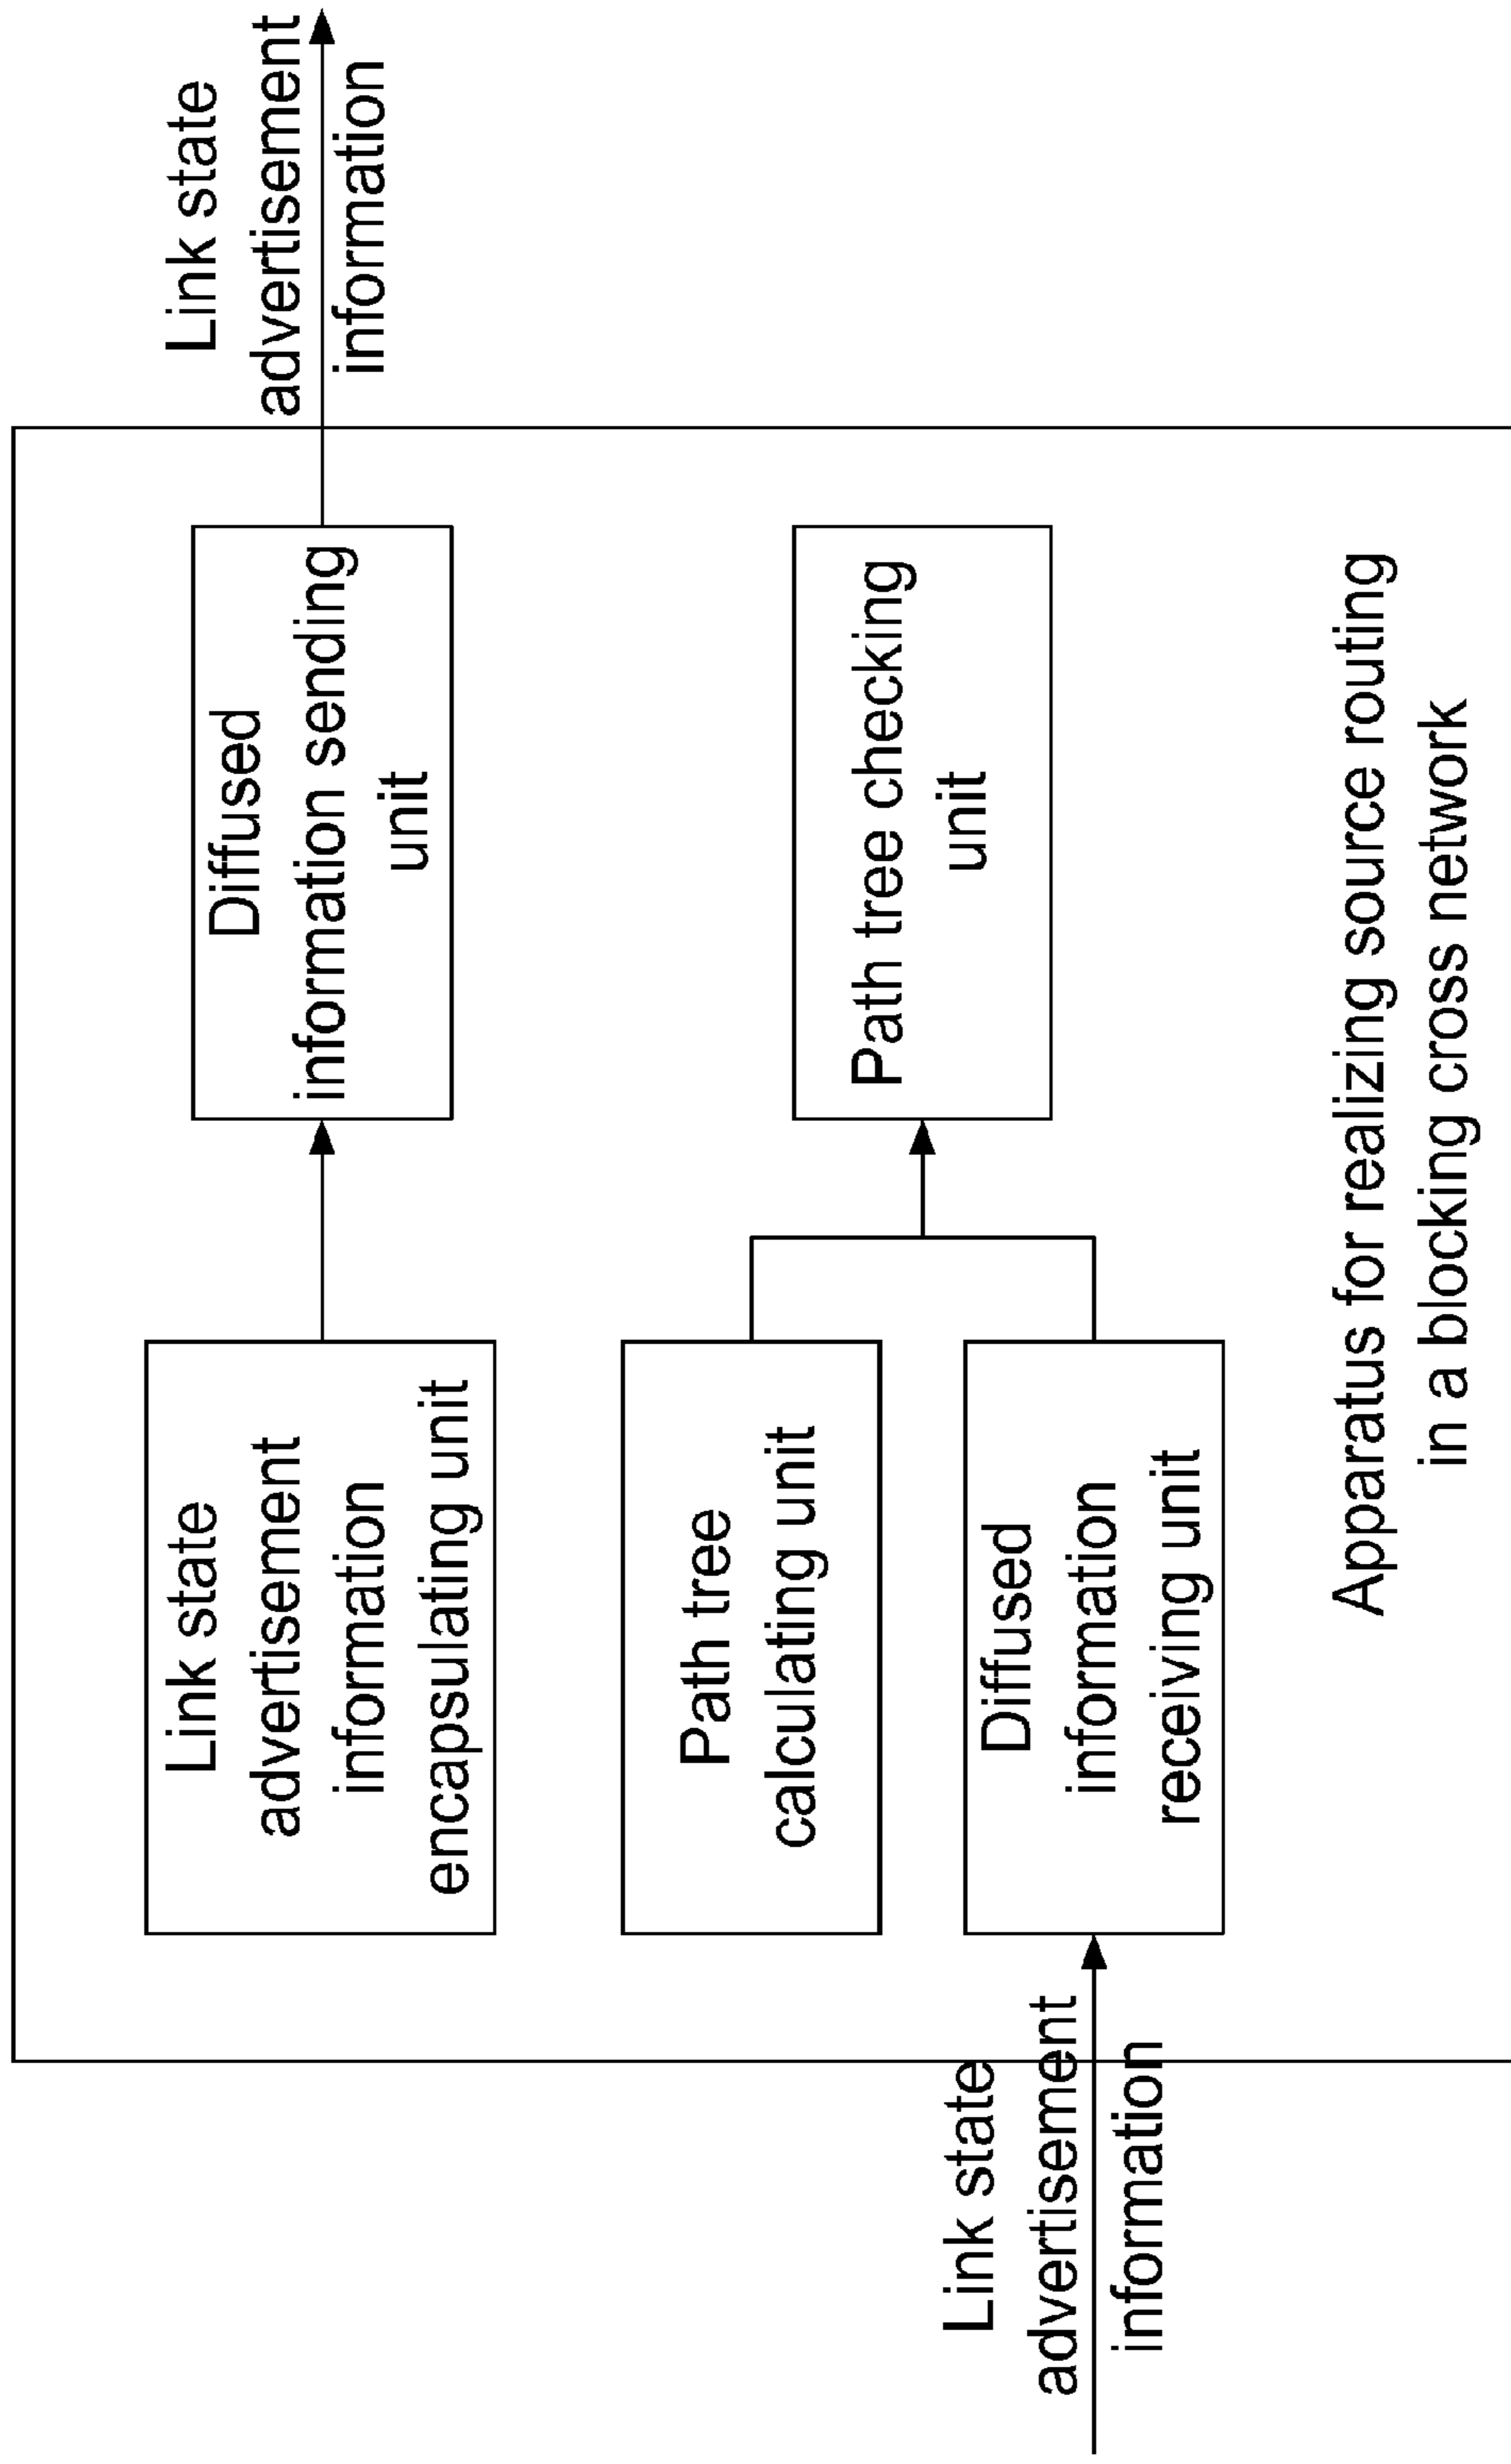 Link state
advertisement
information
encapsulating unit
Diffused
information sending
unit
Link state
advertisement
information
Path tree
calculating unit
Path tree checking
unit
Link state
advertisement
information
Diffused
information
receiving unit
Apparatus for realizing source routing
in a blocking cross network